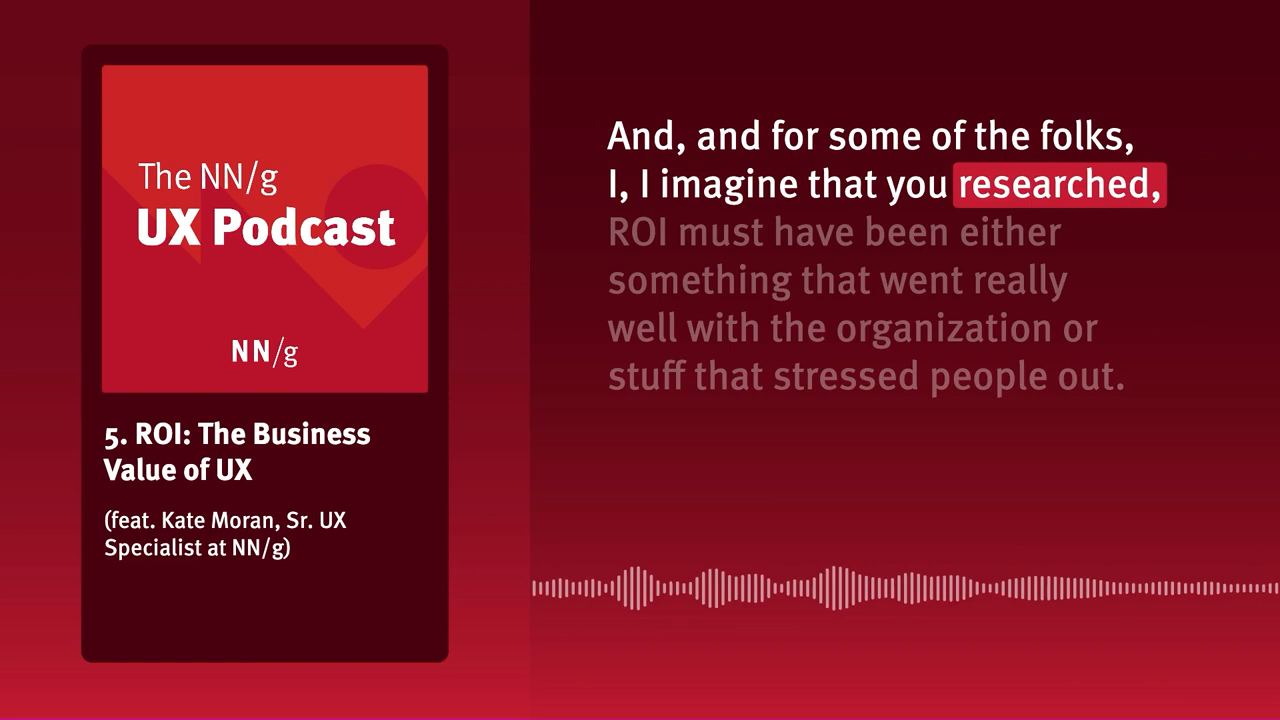 The NN/g
UX Podcast
NN/g
5. ROI: The Business
Value of UX
(feat. Kate Moran, Sr. UX
Specialist at NN/g)
And, and for some of the folks,
I, I imagine that you researched,
ROI must have been either
something that went really
well with the organization or
stuff that stressed people out.